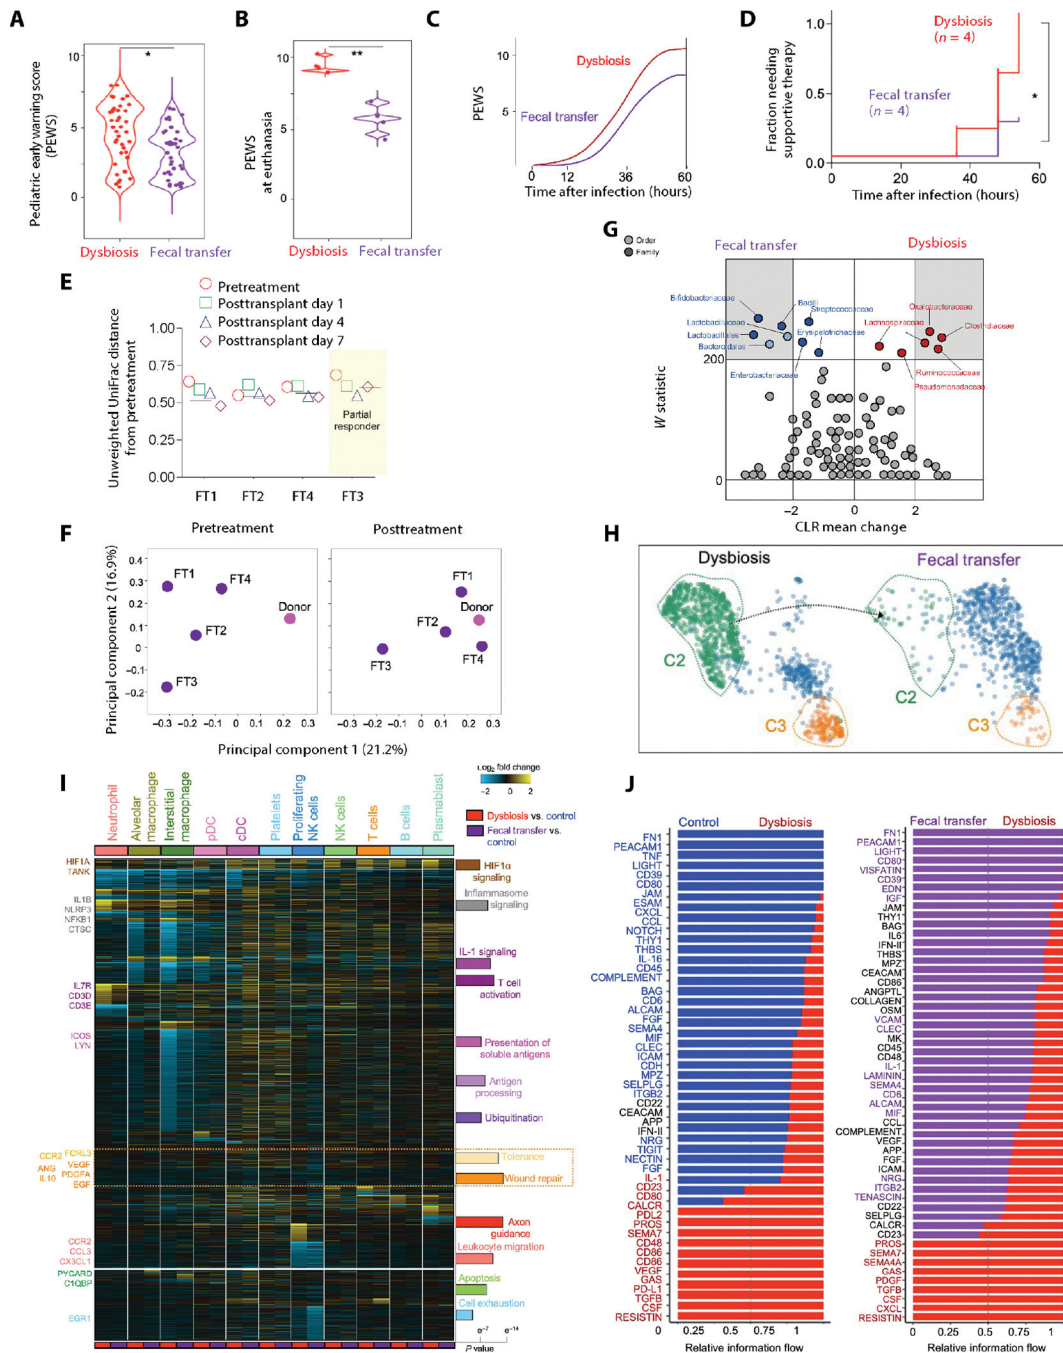 A
Pediatric early warning score
(PEWS)
10
5
0
*
Dysbiosis
Fecal transfer
B
PEWS
at euthanasia
10
5
0
**
Dysbiosis
Fecal transfer
C
PEWS
10
5
Dysbiosis
Fecal transfer
0 12 36 60
Time after infection (hours)
D
Fraction needing
supportive therapy
1.0
0.5
0.0
Dysbiosis
(n = 4)
Fecal transfer
(n = 4)
*
0 20 40 60
Time after infection (hours)
E
Pretreatment
Posttransplant day 1
Posttransplant day 4
Posttransplant day 7
Unweighted UniFrac distance
from pretreatment
1.00
0.75
0.50
0.25
0.00
Partial
responder
FT1 FT2 FT4 FT3
G
Order
Family
Fecal transfer
Dysbiosis
Bifidobacteriaceae
Bacilli
Streptococcaceae
Lactobacillaceae
Lactobacillales
Erysipelotrichaceae
Bacteroidales
Enterobacteriaceae
Oxalobacteraceae
Lachnospiraceae
Clostridiaceae
Ruminococcaceae
Pseudomonadaceae
W statistic
200
0
−2 0 2
CLR mean change
F
Pretreatment
Posttreatment
Principal component 2 (16.9%)
0.4
0.3
0.2
0.1
0
−0.1
−0.2
FT1
FT4
Donor
FT2
FT3
FT1
Donor
FT2
FT3
FT4
−0.3 −0.2 −0.1 0 0.1 0.2 0.3
−0.3 −0.2 −0.1 0 0.1 0.2 0.3
Principal component 1 (21.2%)
H
Dysbiosis
Fecal transfer
C2
C2
C3
C3
I
Log2 fold change
−2 0 2
Dysbiosis vs. control
Fecal transfer vs.
control
Neutrophil
Alveolar
macrophage
Interstitial
macrophage
pDC
cDC
Platelets
Proliferating
NK cells
NK cells
T cells
B cells
Plasmablast
HIF1A
TANK
IL1B
NLRP3
NFKB1
CTSC
IL7R
CD3D
CD3E
ICOS
LYN
CCR2 FCRL3
ANG VEGF
IL10 PDGFA
EGF
CCR2
CCL3
CX3CL1
PYCARD
C1QBP
EGR1
HIF1α
signaling
Inflammasome
signaling
IL-1 signaling
T cell
activation
Presentation of
soluble antigens
Antigen
processing
Ubiquitination
Tolerance
Wound repair
Axon
guidance
Leukocyte migration
Apoptosis
Cell exhaustion
e−7 e−14
P value
J
Control
Dysbiosis
FN1
PEACAM1
TNF
LIGHT
CD39
CD80
JAM
ESAM
CXCL
CCL
NOTCH
THY1
THBS
IL-16
CD45
COMPLEMENT
BAG
CD6
ALCAM
FGF
SEMA4
MIF
CLEC
ICAM
CDH
MPZ
SELPLG
ITGB2
CD22
CEACAM
APP
IFN-II
NRG
TIGIT
NECTIN
FGF
IL-1
CD23
CD80
CALCR
PDL2
PROS
SEMA7
CD48
CD86
CD86
VEGF
GAS
PD-L1
TGFB
CSF
RESISTIN
0 0.25 0.5 0.75 1
Relative information flow
Fecal transfer
Dysbiosis
FN1
PEACAM1
LIGHT
CD80
VISFATIN
CD39
EDN
IGF
JAM
THY1
BAG
IL6
IFN-II
THBS
MPZ
CEACAM
CD86
ANGPTL
COLLAGEN
OSM
VCAM
CLEC
MK
CD45
CD48
IL-1
LAMININ
SEMA4
CD6
ALCAM
MIF
CCL
COMPLEMENT
VEGF
APP
FGF
ICAM
NRG
ITGB2
TENASCIN
CD22
SELPLG
CALCR
CD23
PROS
SEMA7
SEMA4A
GAS
PDGF
TGFB
CSF
CXCL
RESISTIN
0 0.25 0.5 0.75 1
Relative information flow